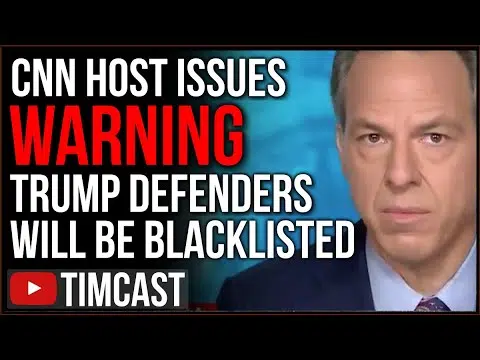 CNN HOST ISSUES
WARNING
TRUMP DEFENDERS
WILL BE BLACKLISTED
TIMCAST